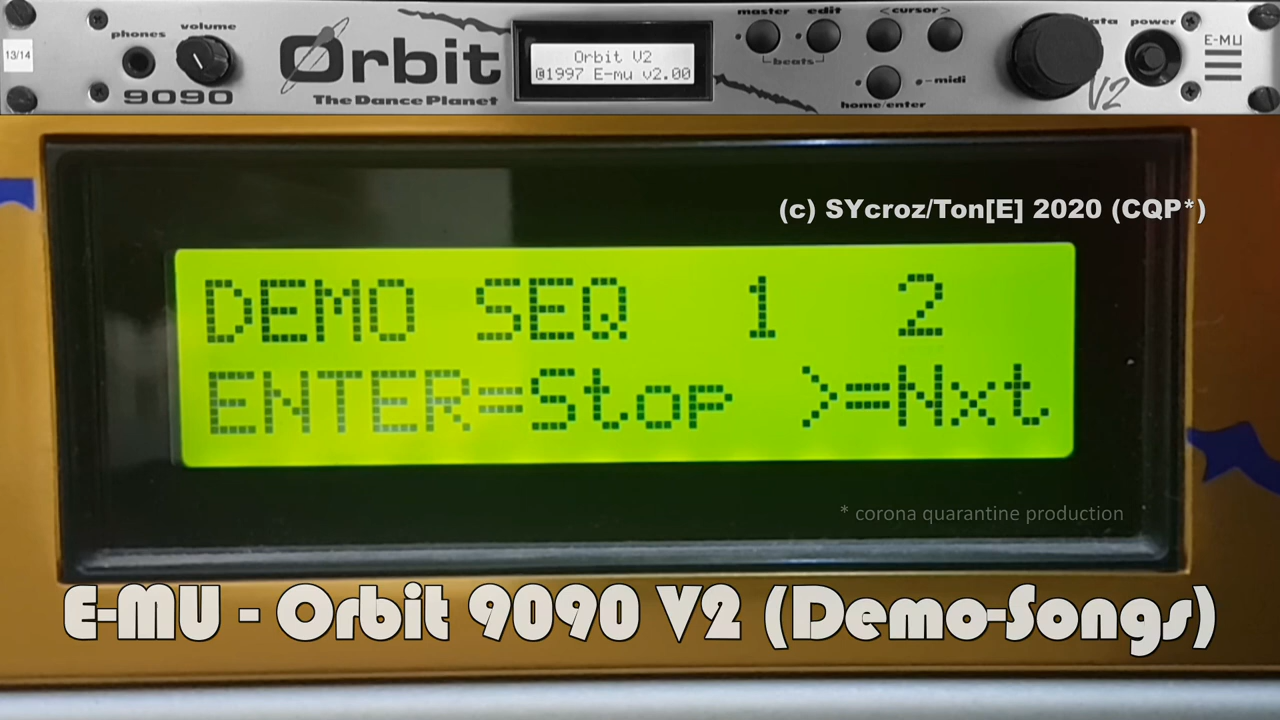 master edit <cursor> data power
phones volume
beats
13/14
Orbit
9090
The Dance Planet
Orbit V2
@1997 E-mu v2.00
home/enter
midi
V2
E-MU
(c) SYcroz/Ton[E] 2020 (CQP*)
DEMO SEQ 1 2
ENTER=Stop >=Nxt
* corona quarantine production
E-MU - Orbit 9090 V2 (Demo-Songs)